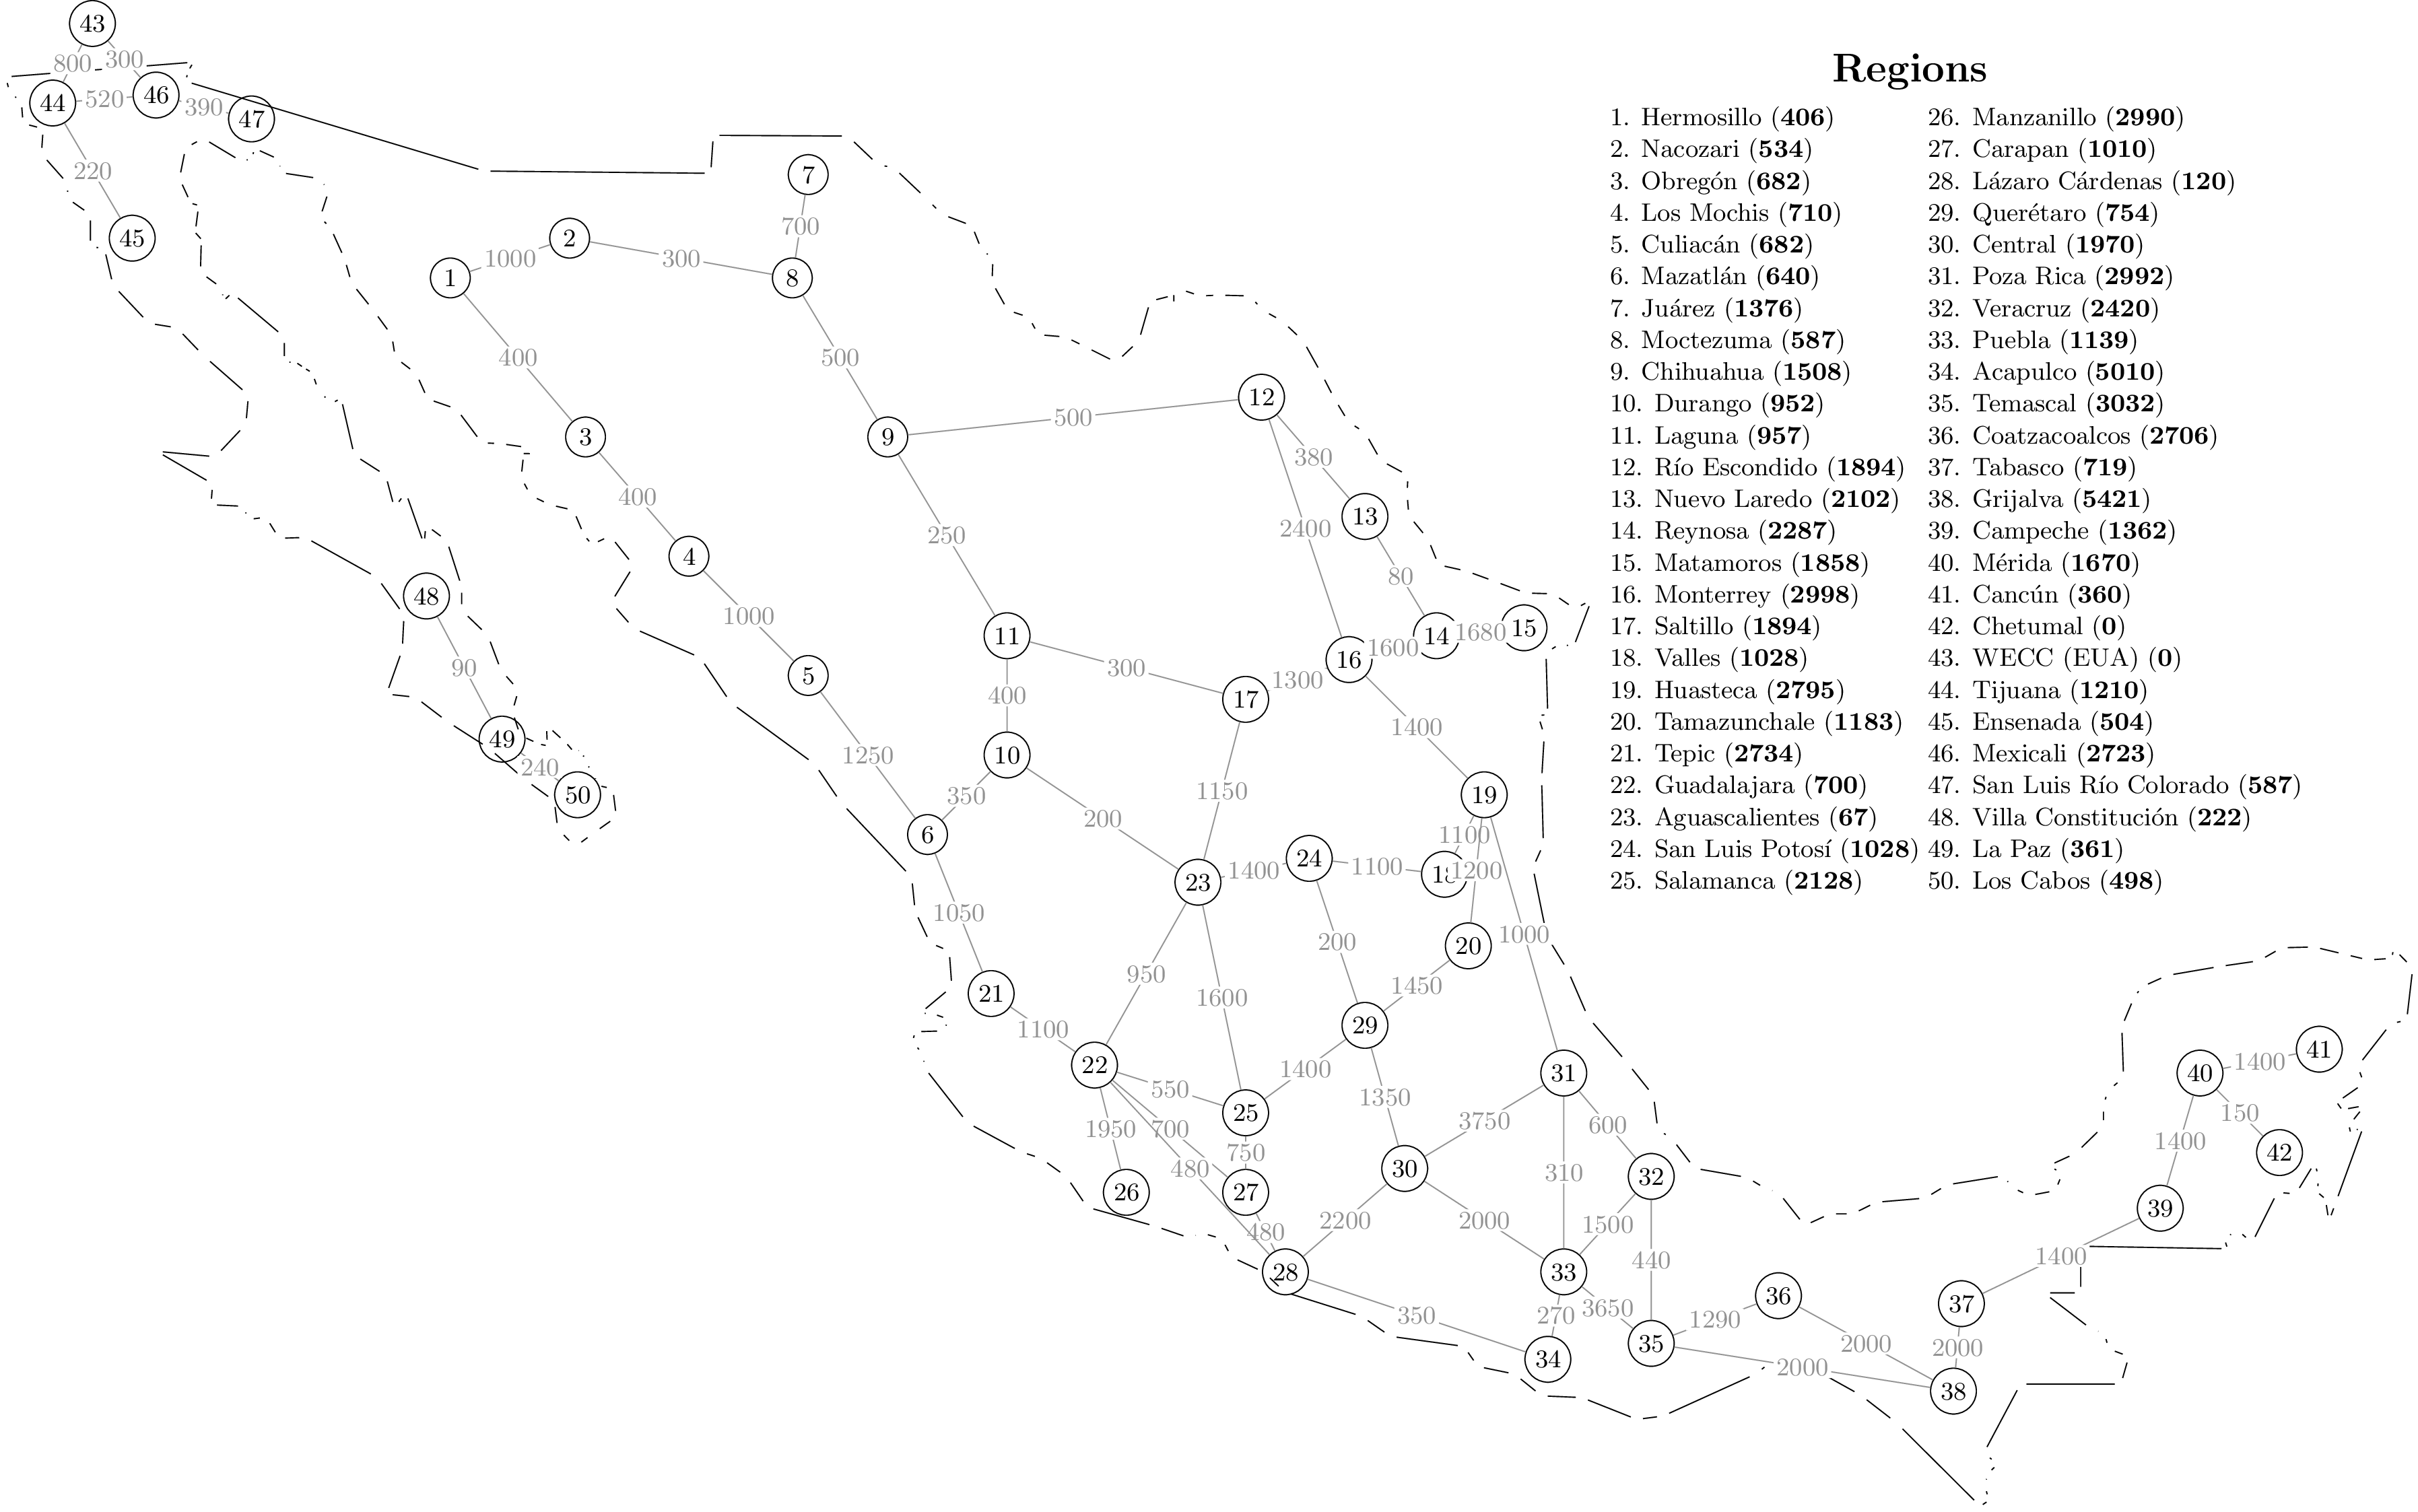 Regions
1. Hermosillo (406)
2. Nacozari (534)
3. Obregón (682)
4. Los Mochis (710)
5. Culiacán (682)
6. Mazatlán (640)
7. Juárez (1376)
8. Moctezuma (587)
9. Chihuahua (1508)
10. Durango (952)
11. Laguna (957)
12. Río Escondido (1894)
13. Nuevo Laredo (2102)
14. Reynosa (2287)
15. Matamoros (1858)
16. Monterrey (2998)
17. Saltillo (1894)
18. Valles (1028)
19. Huasteca (2795)
20. Tamazunchale (1183)
21. Tepic (2734)
22. Guadalajara (700)
23. Aguascalientes (67)
24. San Luis Potosí (1028)
25. Salamanca (2128)
26. Manzanillo (2990)
27. Carapan (1010)
28. Lázaro Cárdenas (120)
29. Querétaro (754)
30. Central (1970)
31. Poza Rica (2992)
32. Veracruz (2420)
33. Puebla (1139)
34. Acapulco (5010)
35. Temascal (3032)
36. Coatzacoalcos (2706)
37. Tabasco (719)
38. Grijalva (5421)
39. Campeche (1362)
40. Mérida (1670)
41. Cancún (360)
42. Chetumal (0)
43. WECC (EUA) (0)
44. Tijuana (1210)
45. Ensenada (504)
46. Mexicali (2723)
47. San Luis Río Colorado (587)
48. Villa Constitución (222)
49. La Paz (361)
50. Los Cabos (498)
43
800
300
44
520
46
390
47
220
45
7
700
2
1000
300
1
8
400
500
3
9
500
12
380
400
250
2400
13
4
80
1000
48
11
14
1680
15
1600
16
90
5
300
1300
400
17
1400
49
240
10
1250
50
350
1150
19
6
200
1100
23
1400
24
1100
18
1200
1050
200
20
1000
950
1600
1450
21
1100
29
22
550
1400
31
25
1350
3750
600
1950
700
750
480
26
27
30
310
32
480
2200
2000
1500
28
33
440
350
270
3650
34
35
1290
36
2000
2000
38
2000
37
1400
39
1400
40
1400
41
150
42